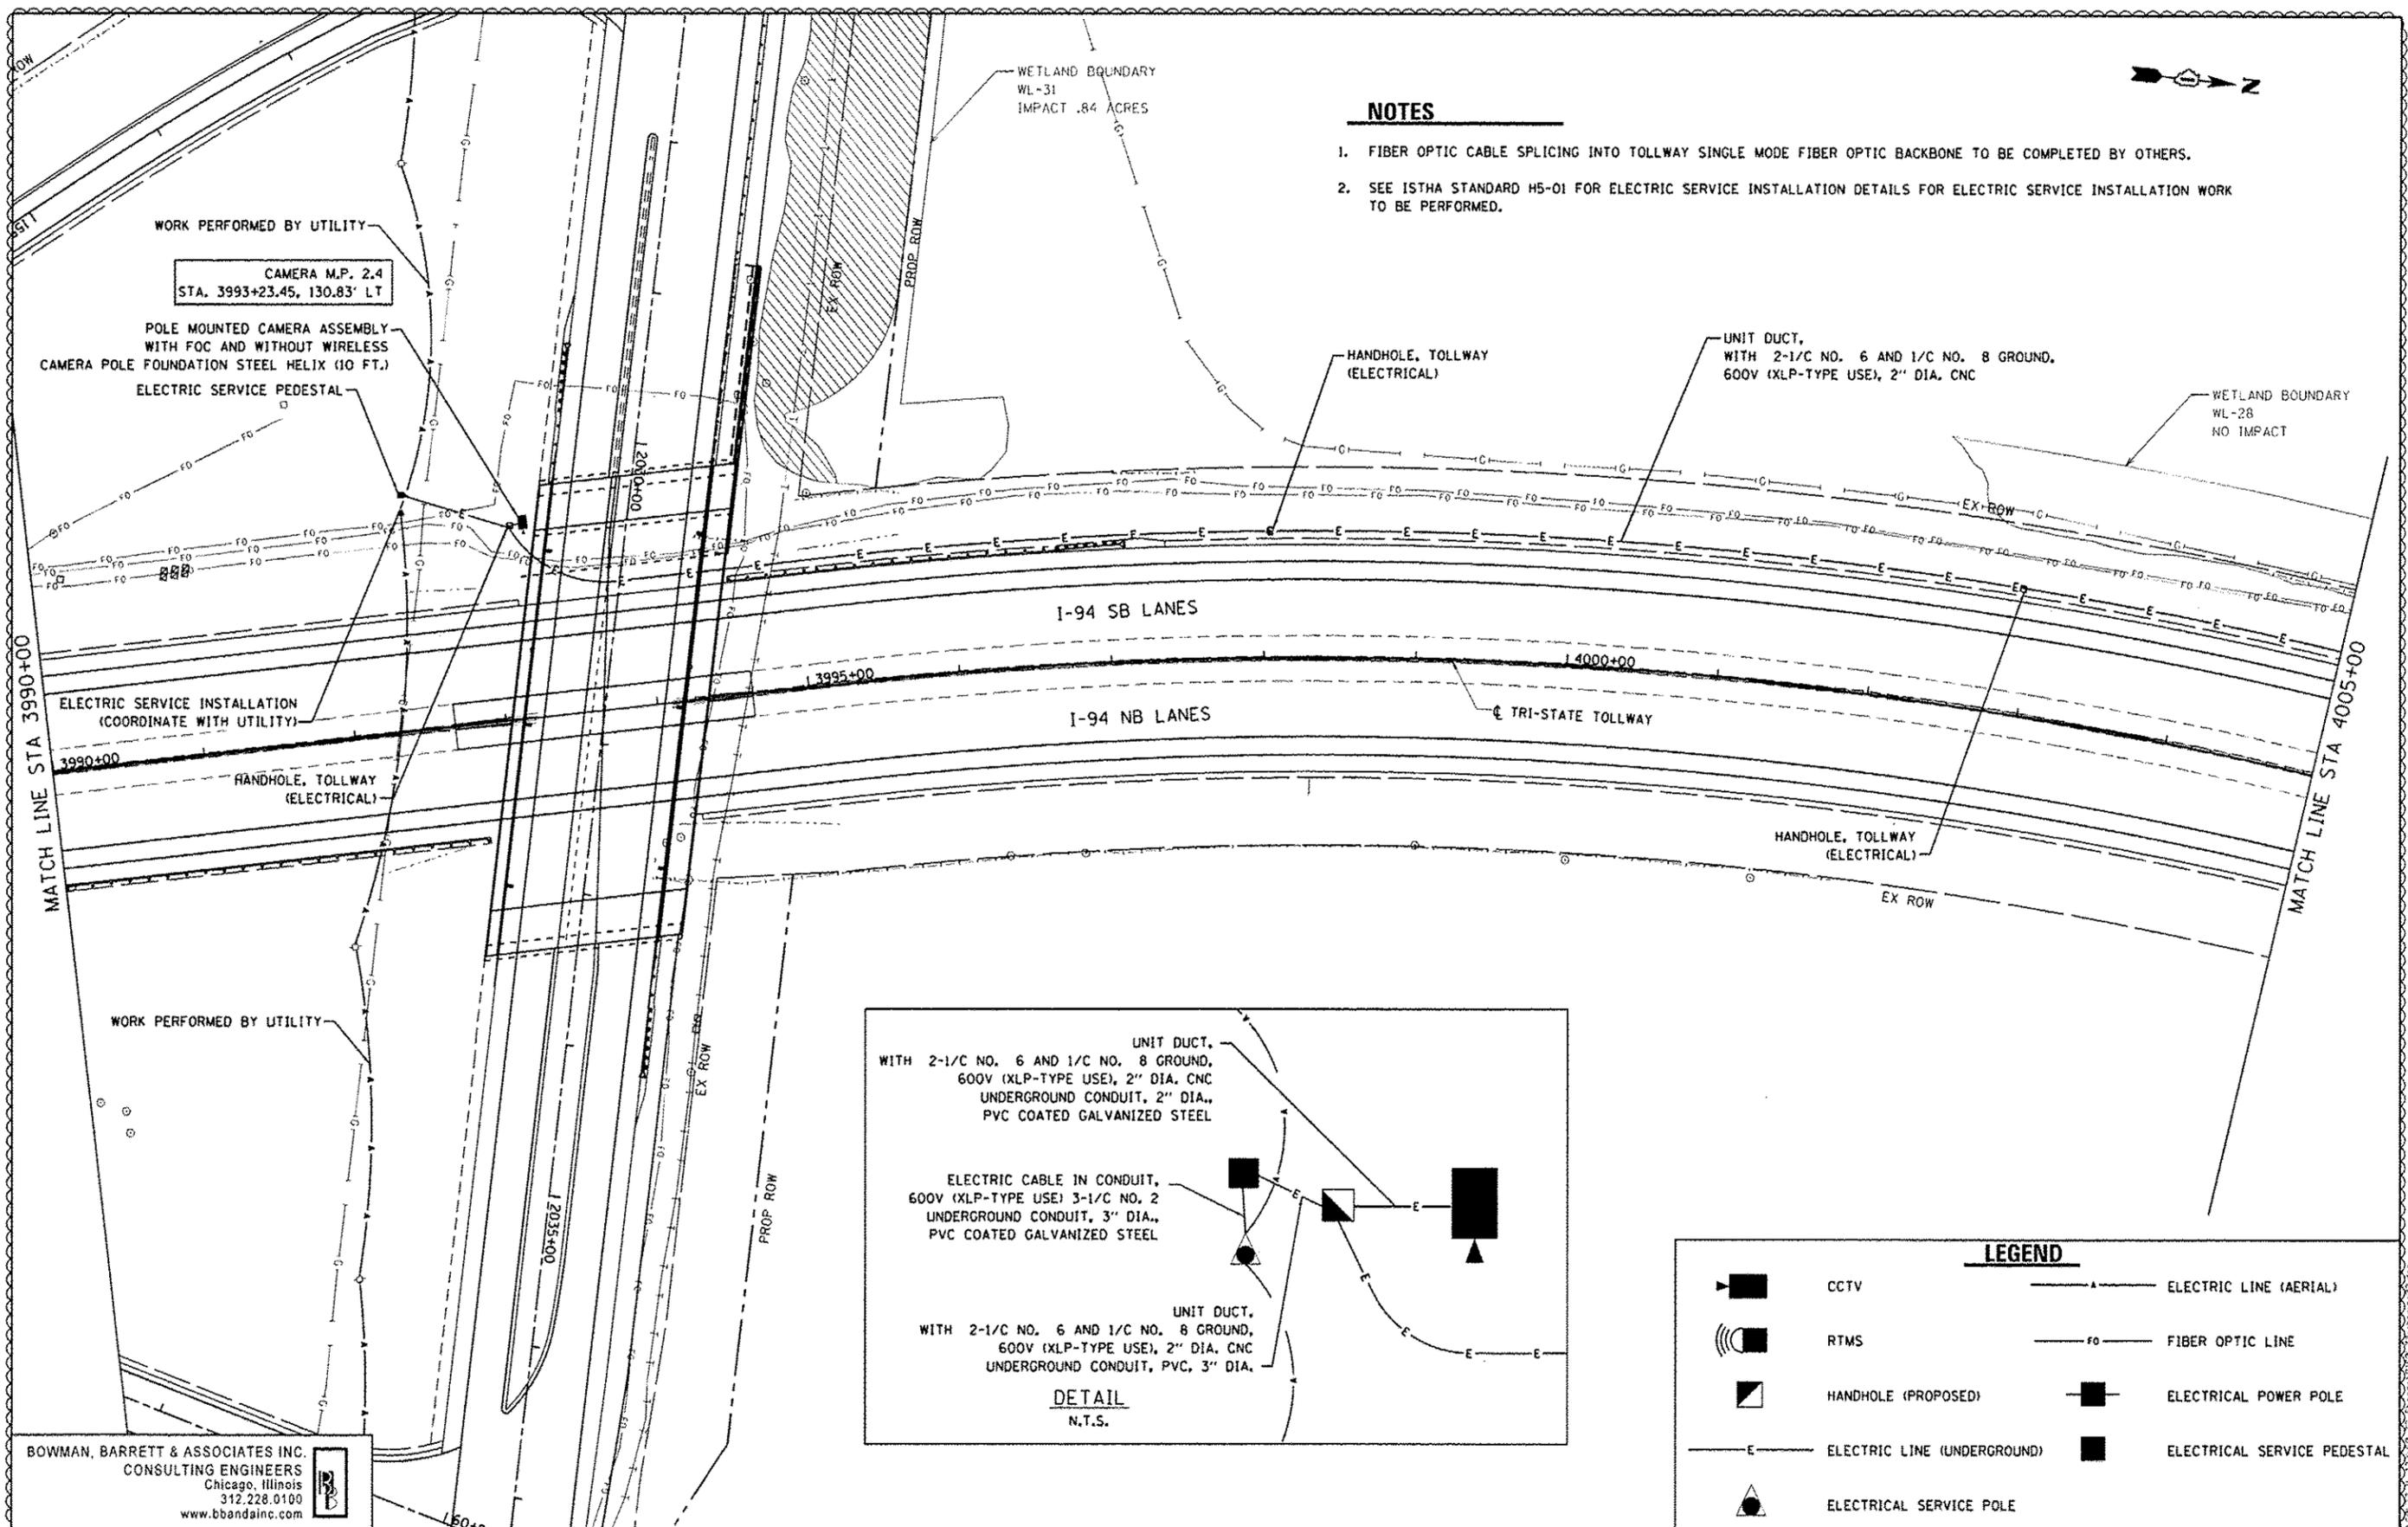 WETLAND BOUNDARY
WL-31
IMPACT .84 ACRES
Z
NOTES
1. FIBER OPTIC CABLE SPLICING INTO TOLLWAY SINGLE MODE FIBER OPTIC BACKBONE TO BE COMPLETED BY OTHERS.
2. SEE ISTHA STANDARD H5-01 FOR ELECTRIC SERVICE INSTALLATION DETAILS FOR ELECTRIC SERVICE INSTALLATION WORK
TO BE PERFORMED.
ROW
WORK PERFORMED BY UTILITY
CAMERA M.P. 2.4
STA. 3993+23.45, 130.83' LT
POLE MOUNTED CAMERA ASSEMBLY
WITH FOC AND WITHOUT WIRELESS
CAMERA POLE FOUNDATION STEEL HELIX (10 FT.)
ELECTRIC SERVICE PEDESTAL
EX ROW
PROP ROW
HANDHOLE, TOLLWAY
(ELECTRICAL)
UNIT DUCT,
WITH 2-1/C NO. 6 AND 1/C NO. 8 GROUND,
600V (XLP-TYPE USE), 2" DIA. CNC
WETLAND BOUNDARY
WL-28
NO IMPACT
EX ROW
I-94 SB LANES
3995+00
4000+00
I-94 NB LANES
℄ TRI-STATE TOLLWAY
MATCH LINE STA 3990+00
3990+00
ELECTRIC SERVICE INSTALLATION
(COORDINATE WITH UTILITY)
HANDHOLE, TOLLWAY
(ELECTRICAL)
HANDHOLE, TOLLWAY
(ELECTRICAL)
MATCH LINE STA 4005+00
EX ROW
WORK PERFORMED BY UTILITY
EX ROW
PROP ROW
2035+00
UNIT DUCT,
WITH 2-1/C NO. 6 AND 1/C NO. 8 GROUND,
600V (XLP-TYPE USE), 2" DIA. CNC
UNDERGROUND CONDUIT, 2" DIA.,
PVC COATED GALVANIZED STEEL
ELECTRIC CABLE IN CONDUIT,
600V (XLP-TYPE USE) 3-1/C NO. 2
UNDERGROUND CONDUIT, 3" DIA.,
PVC COATED GALVANIZED STEEL
UNIT DUCT,
WITH 2-1/C NO. 6 AND 1/C NO. 8 GROUND,
600V (XLP-TYPE USE), 2" DIA. CNC
UNDERGROUND CONDUIT, PVC, 3" DIA.
DETAIL
N.T.S.
LEGEND
CCTV
ELECTRIC LINE (AERIAL)
RTMS
FO FIBER OPTIC LINE
HANDHOLE (PROPOSED)
ELECTRICAL POWER POLE
E ELECTRIC LINE (UNDERGROUND)
ELECTRICAL SERVICE PEDESTAL
ELECTRICAL SERVICE POLE
BOWMAN, BARRETT & ASSOCIATES INC.
CONSULTING ENGINEERS
Chicago, Illinois
312.228.0100
www.bbandainc.com